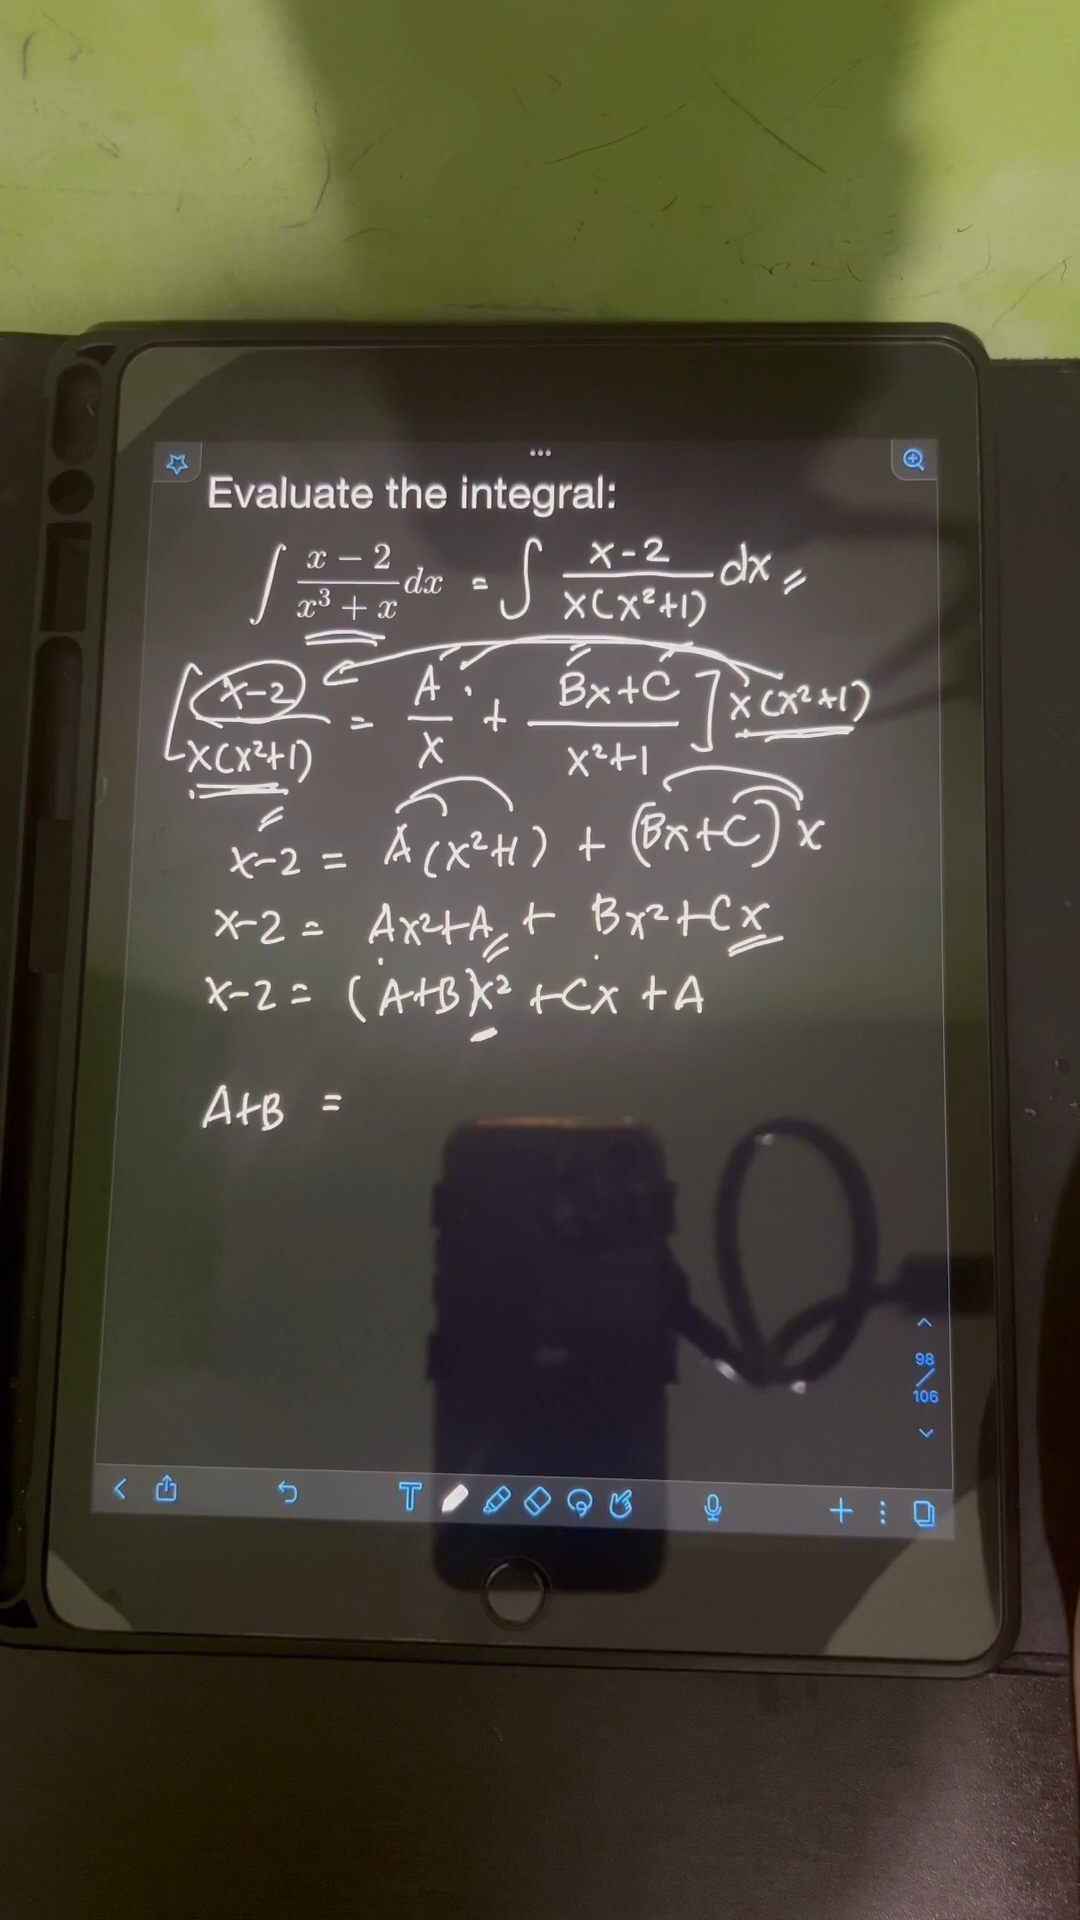 Evaluate the integral:
∫ x − 2 / x³ + x dx = ∫ x-2 / x(x²+1) dx =
[ x-2 / x(x²+1) = A / x + Bx+C / x²+1 ] x(x²+1)
x-2 = A(x²+1) + (Bx+C)x
x-2 = Ax²+A + Bx²+Cx
x-2 = (A+B)x² +Cx +A
A+B =
98
/
106
T